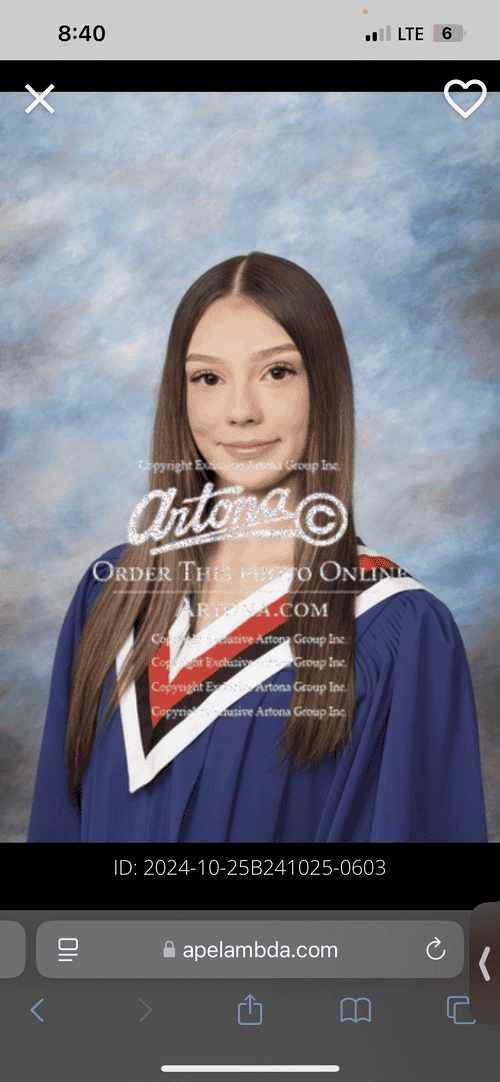 8:40
LTE 6
Copyright Exclusive Artona Group Inc.
Artona ©
ORDER THIS PHOTO ONLINE
ARTONA.COM
Copyright Exclusive Artona Group Inc.
Copyright Exclusive Artona Group Inc.
Copyright Exclusive Artona Group Inc.
Copyright Exclusive Artona Group Inc.
ID: 2024-10-25B241025-0603
apelambda.com